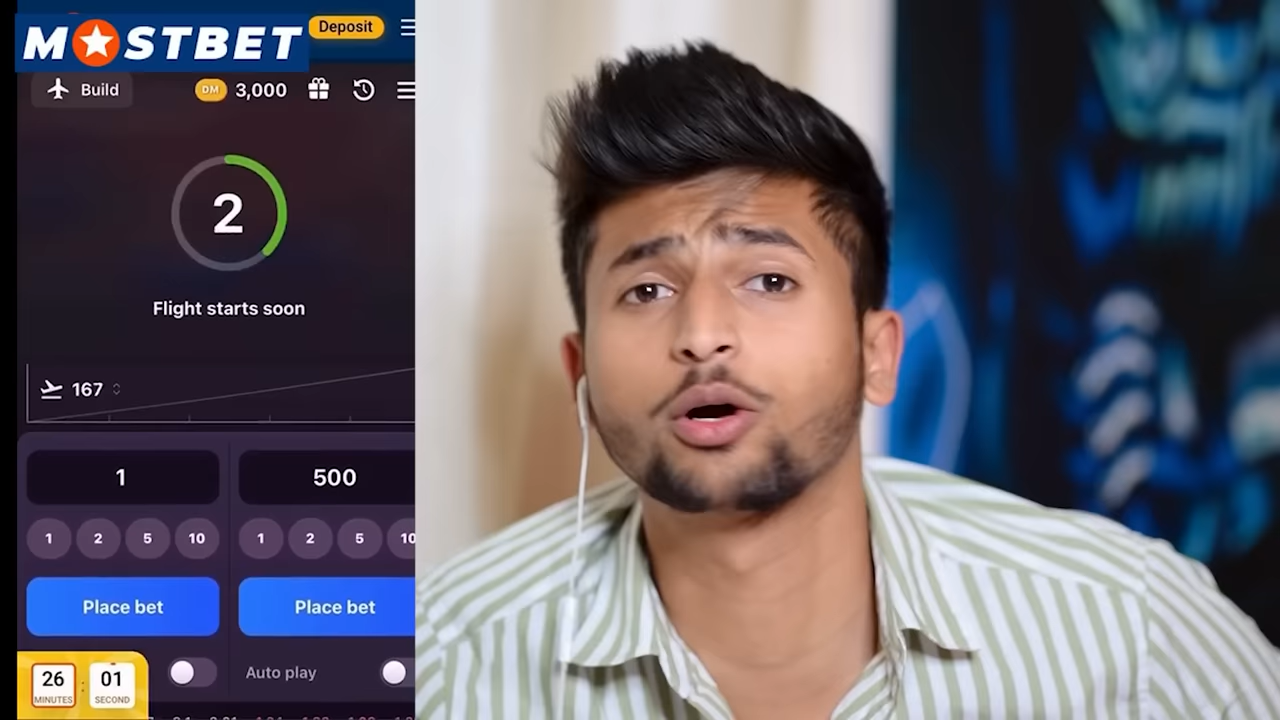 MOSTBET
Deposit
Build
DM 3,000
2
Flight starts soon
167
1
500
1 2 5 10
1 2 5 10
Place bet
Place bet
Auto play
26
MINUTES
:
01
SECOND